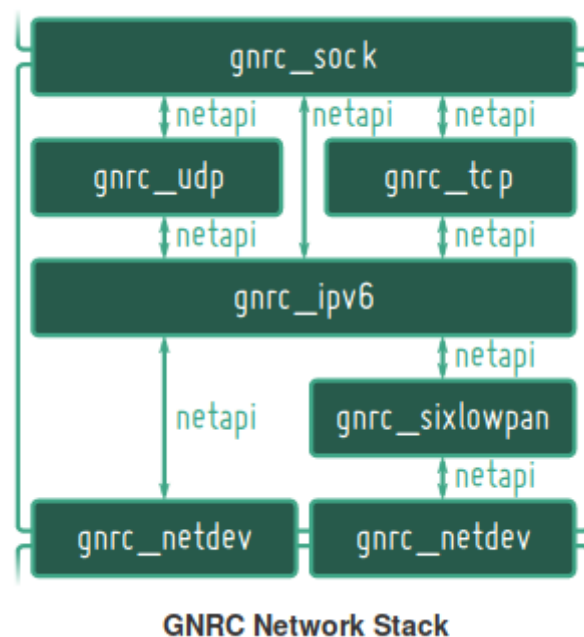 gnrc_sock
netapi netapi netapi
gnrc_udp gnrc_tcp
netapi netapi
gnrc_ipv6
netapi
netapi
gnrc_sixlowpan
netapi
gnrc_netdev gnrc_netdev
GNRC Network Stack